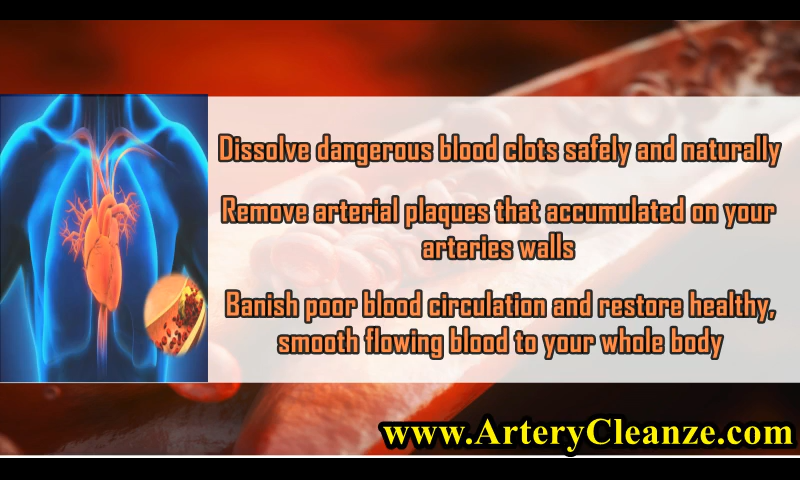 Dissolve dangerous blood clots safely and naturally
Remove arterial plaques that accumulated on your
arteries walls
Banish poor blood circulation and restore healthy,
smooth flowing blood to your whole body
www.ArteryCleanze.com